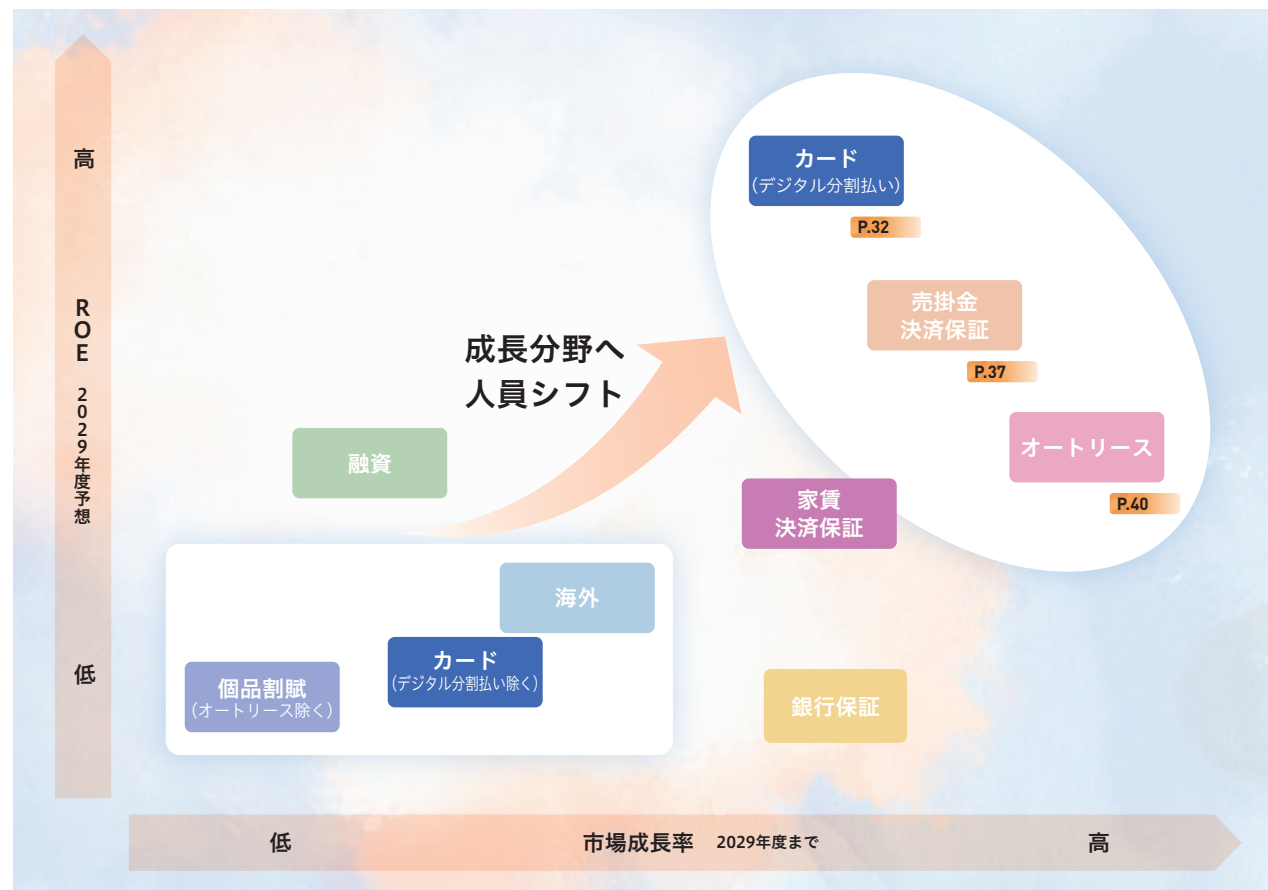 高
ROE 2029年度予想
低
カード
(デジタル分割払い)
P.32
売掛金
決済保証
P.37
オートリース
P.40
成長分野へ
人員シフト
融資
家賃
決済保証
海外
カード
(デジタル分割払い除く)
個品割賦
(オートリース除く)
銀行保証
低
市場成長率 2029年度まで
高